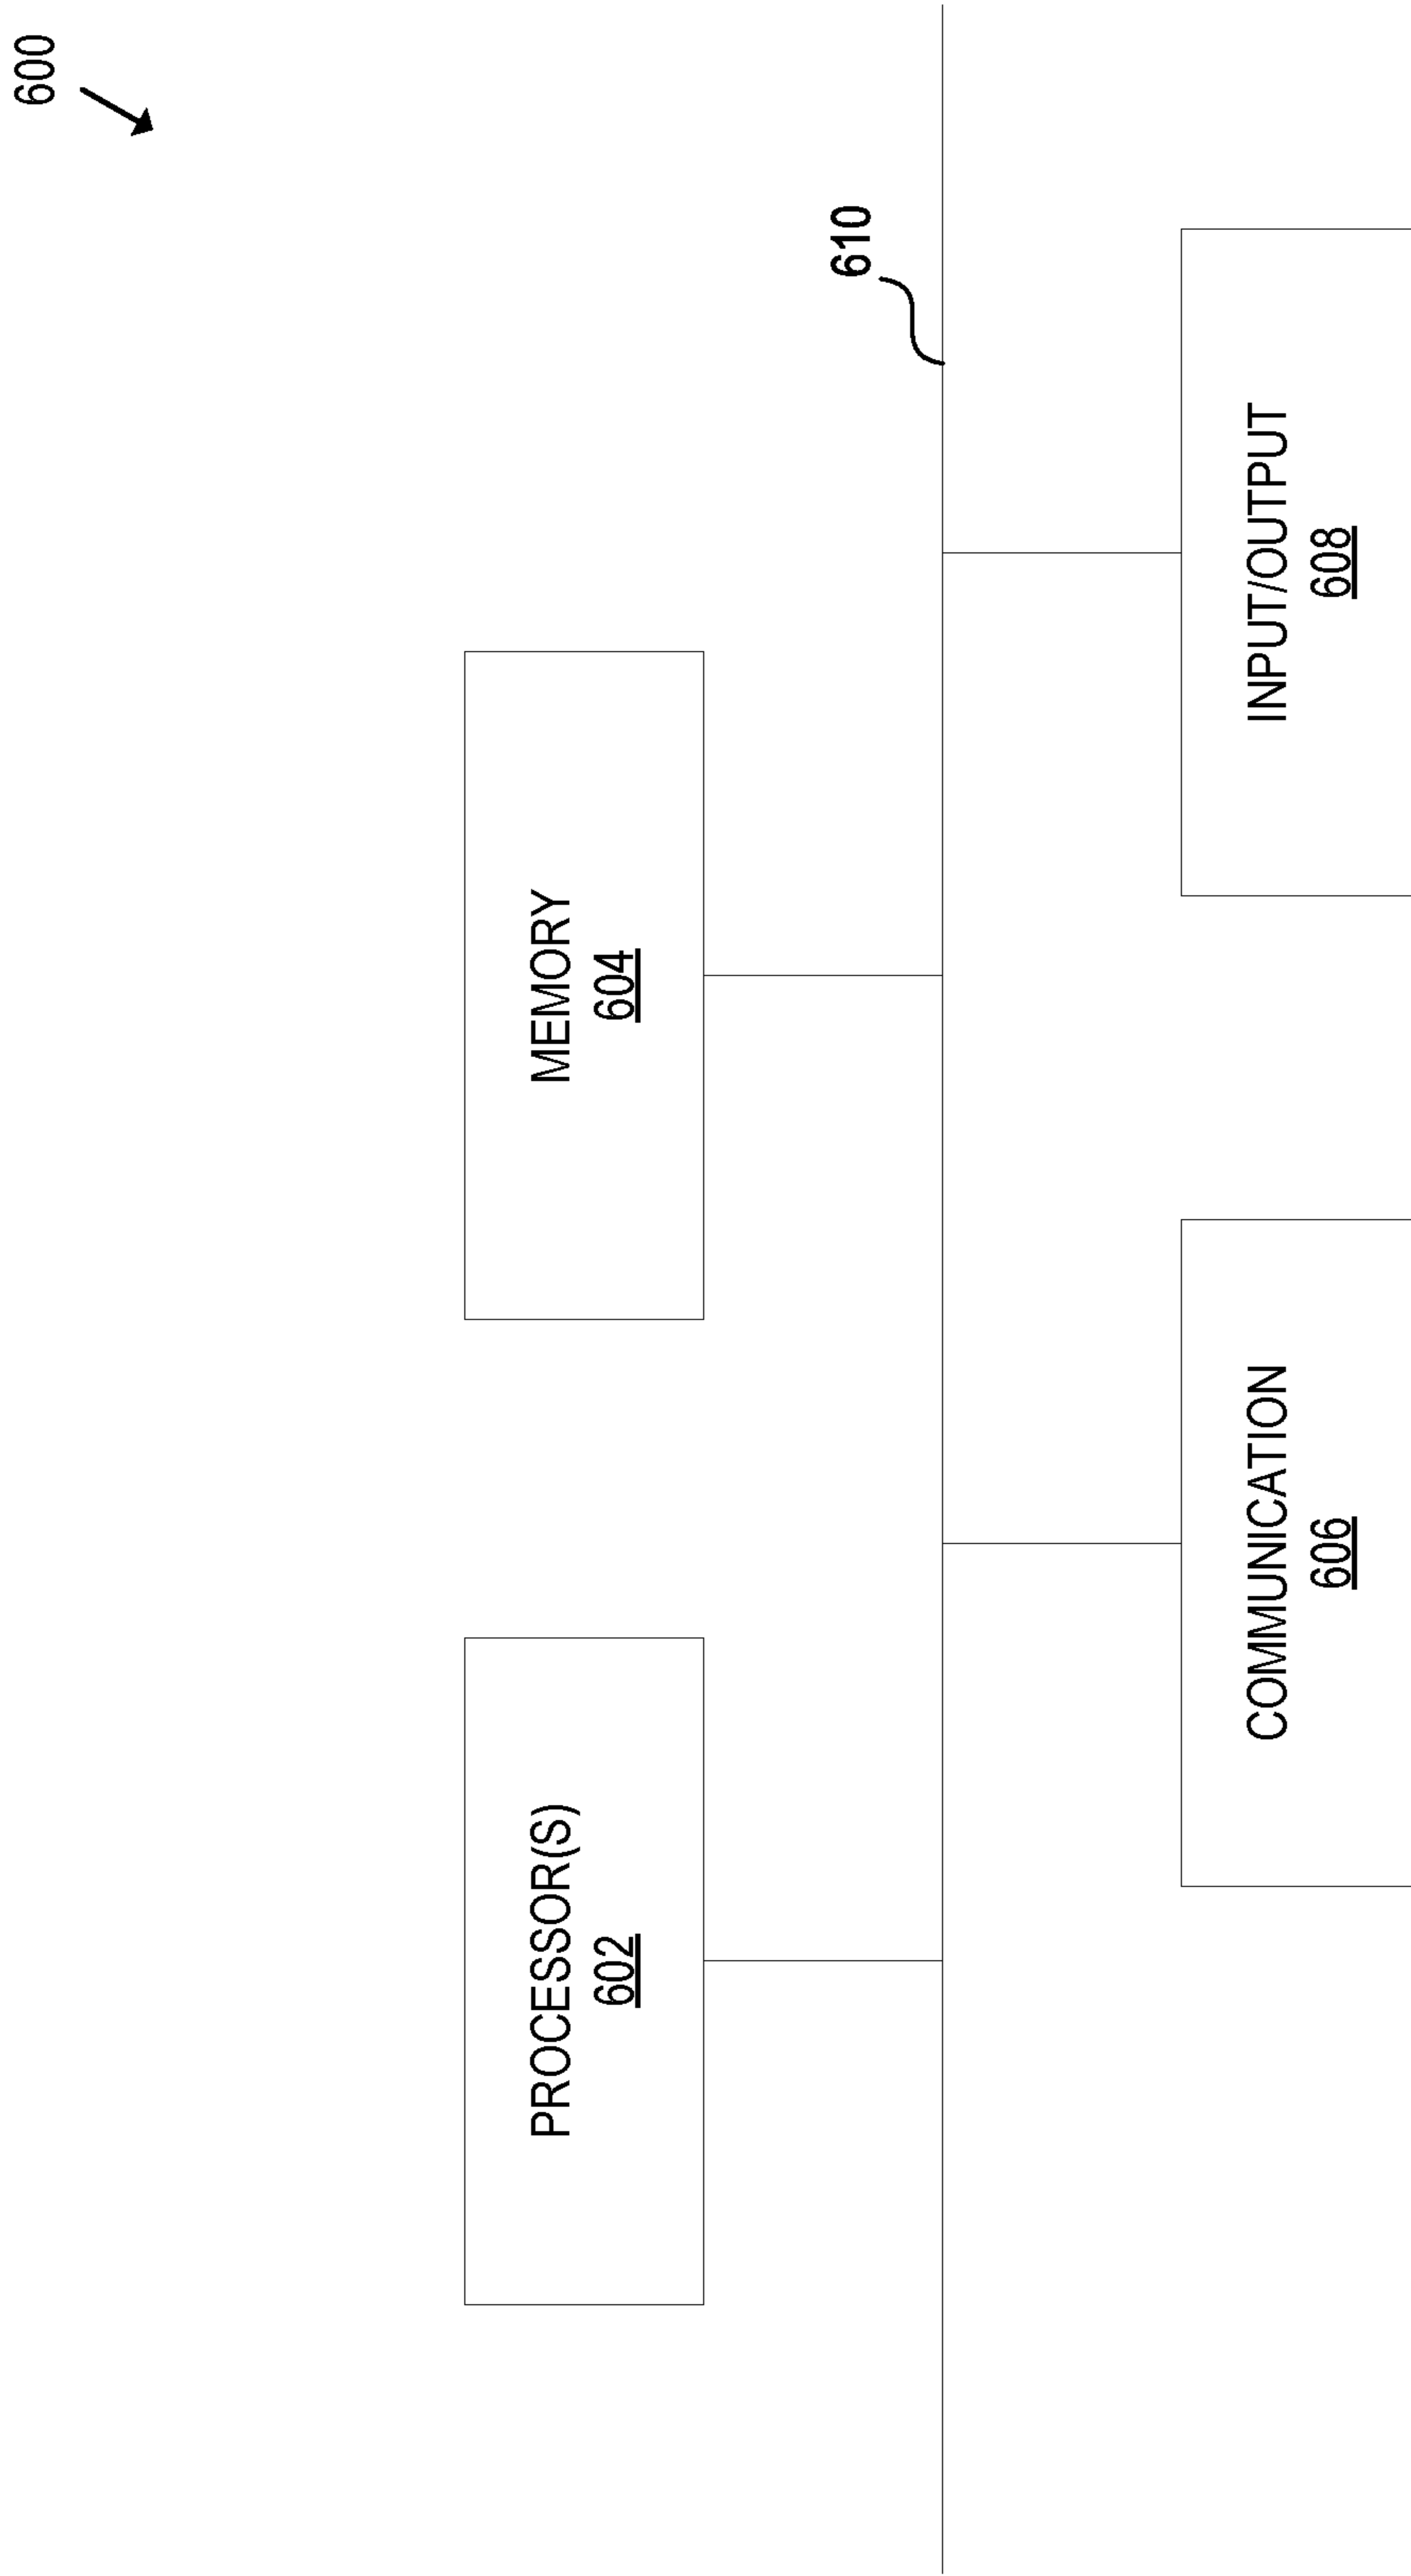 600
PROCESSOR(S)
602
MEMORY
604
610
COMMUNICATION
606
INPUT/OUTPUT
608